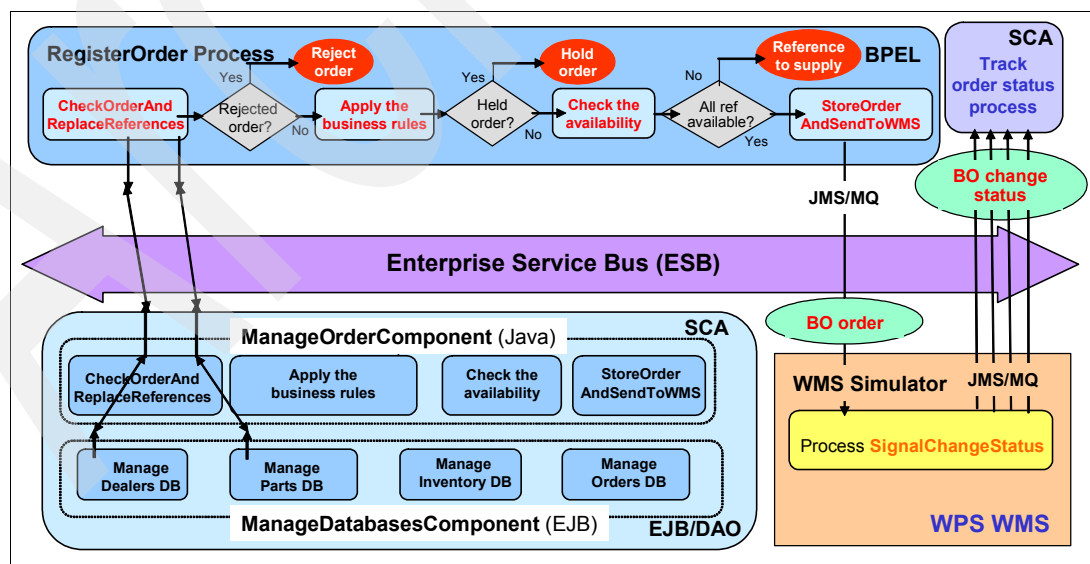 RegisterOrder Process
BPEL
Yes
Reject
order
Yes
Hold
order
No
Reference
to supply
CheckOrderAnd
ReplaceReferences
Rejected
order?
No
Apply the
business rules
Held
order?
No
Check the
availability
All ref
available?
Yes
StoreOrder
AndSendToWMS
SCA
Track
order status
process
BO change
status
JMS/MQ
Enterprise Service Bus (ESB)
BO order
ManageOrderComponent (Java)
SCA
CheckOrderAnd
ReplaceReferences
Apply the
business rules
Check the
availability
StoreOrder
AndSendToWMS
Manage
Dealers DB
Manage
Parts DB
Manage
Inventory DB
Manage
Orders DB
ManageDatabasesComponent (EJB)
EJB/DAO
WMS Simulator
JMS/MQ
Process SignalChangeStatus
WPS WMS